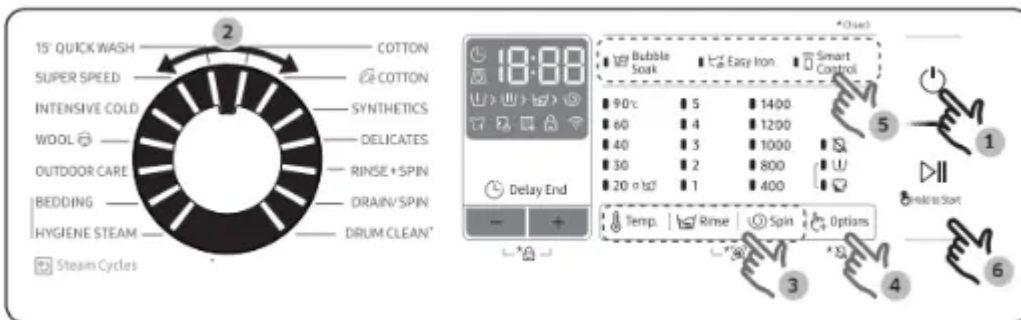 2
15' QUICK WASH
SUPER SPEED
INTENSIVE COLD
WOOL
OUTDOOR CARE
BEDDING
HYGIENE STEAM
Steam Cycles
COTTON
COTTON
SYNTHETICS
DELICATES
RINSE + SPIN
DRAIN/SPIN
DRUM CLEAN*
18:88
Delay End
- +
Bubble Soak
Easy Iron
Smart Control
90℃ 5 1400
60 4 1200
40 3 1000
30 2 800
20 1 400
Temp. Rinse Spin Options
Hold to Start
1
5
3
4
6